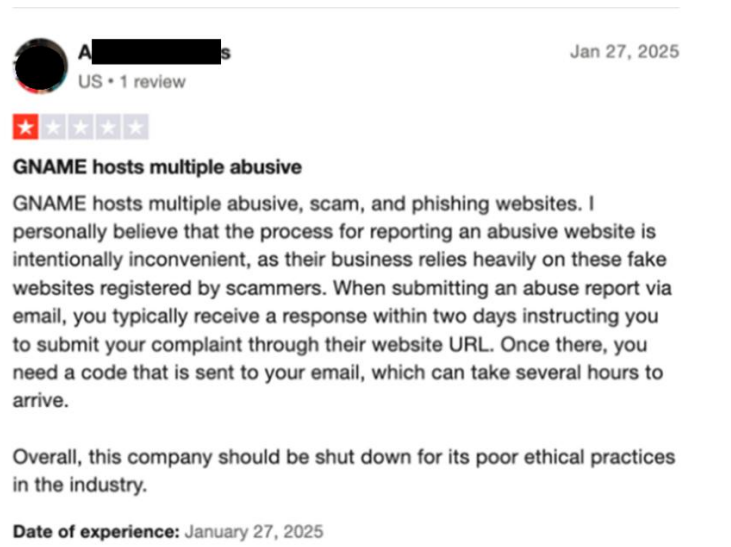 A s
Jan 27, 2025
US • 1 review
GNAME hosts multiple abusive
GNAME hosts multiple abusive, scam, and phishing websites. I
personally believe that the process for reporting an abusive website is
intentionally inconvenient, as their business relies heavily on these fake
websites registered by scammers. When submitting an abuse report via
email, you typically receive a response within two days instructing you
to submit your complaint through their website URL. Once there, you
need a code that is sent to your email, which can take several hours to
arrive.
Overall, this company should be shut down for its poor ethical practices
in the industry.
Date of experience: January 27, 2025